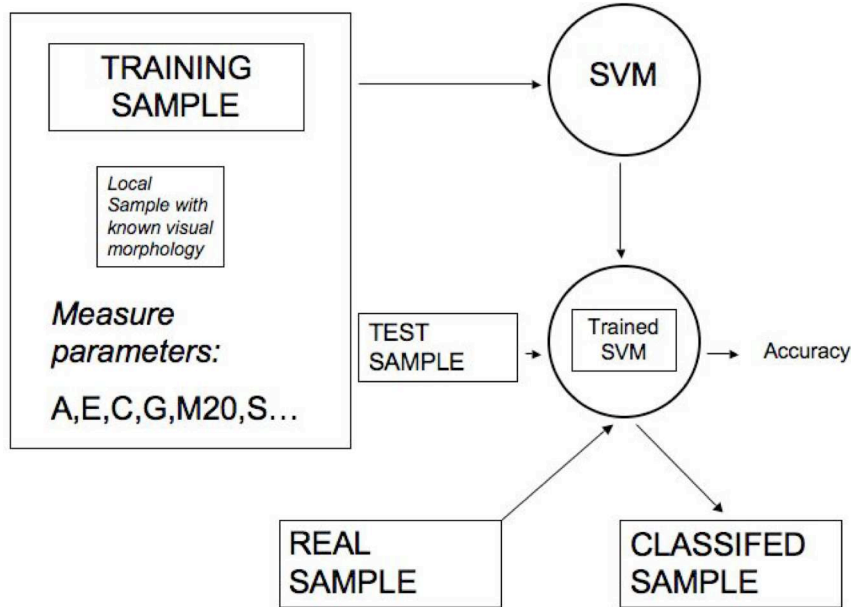 TRAINING
SAMPLE
SVM
Local
Sample with
known visual
morphology
Measure
parameters:
A,E,C,G,M20,S...
TEST
SAMPLE
Trained
SVM
Accuracy
REAL
SAMPLE
CLASSIFED
SAMPLE